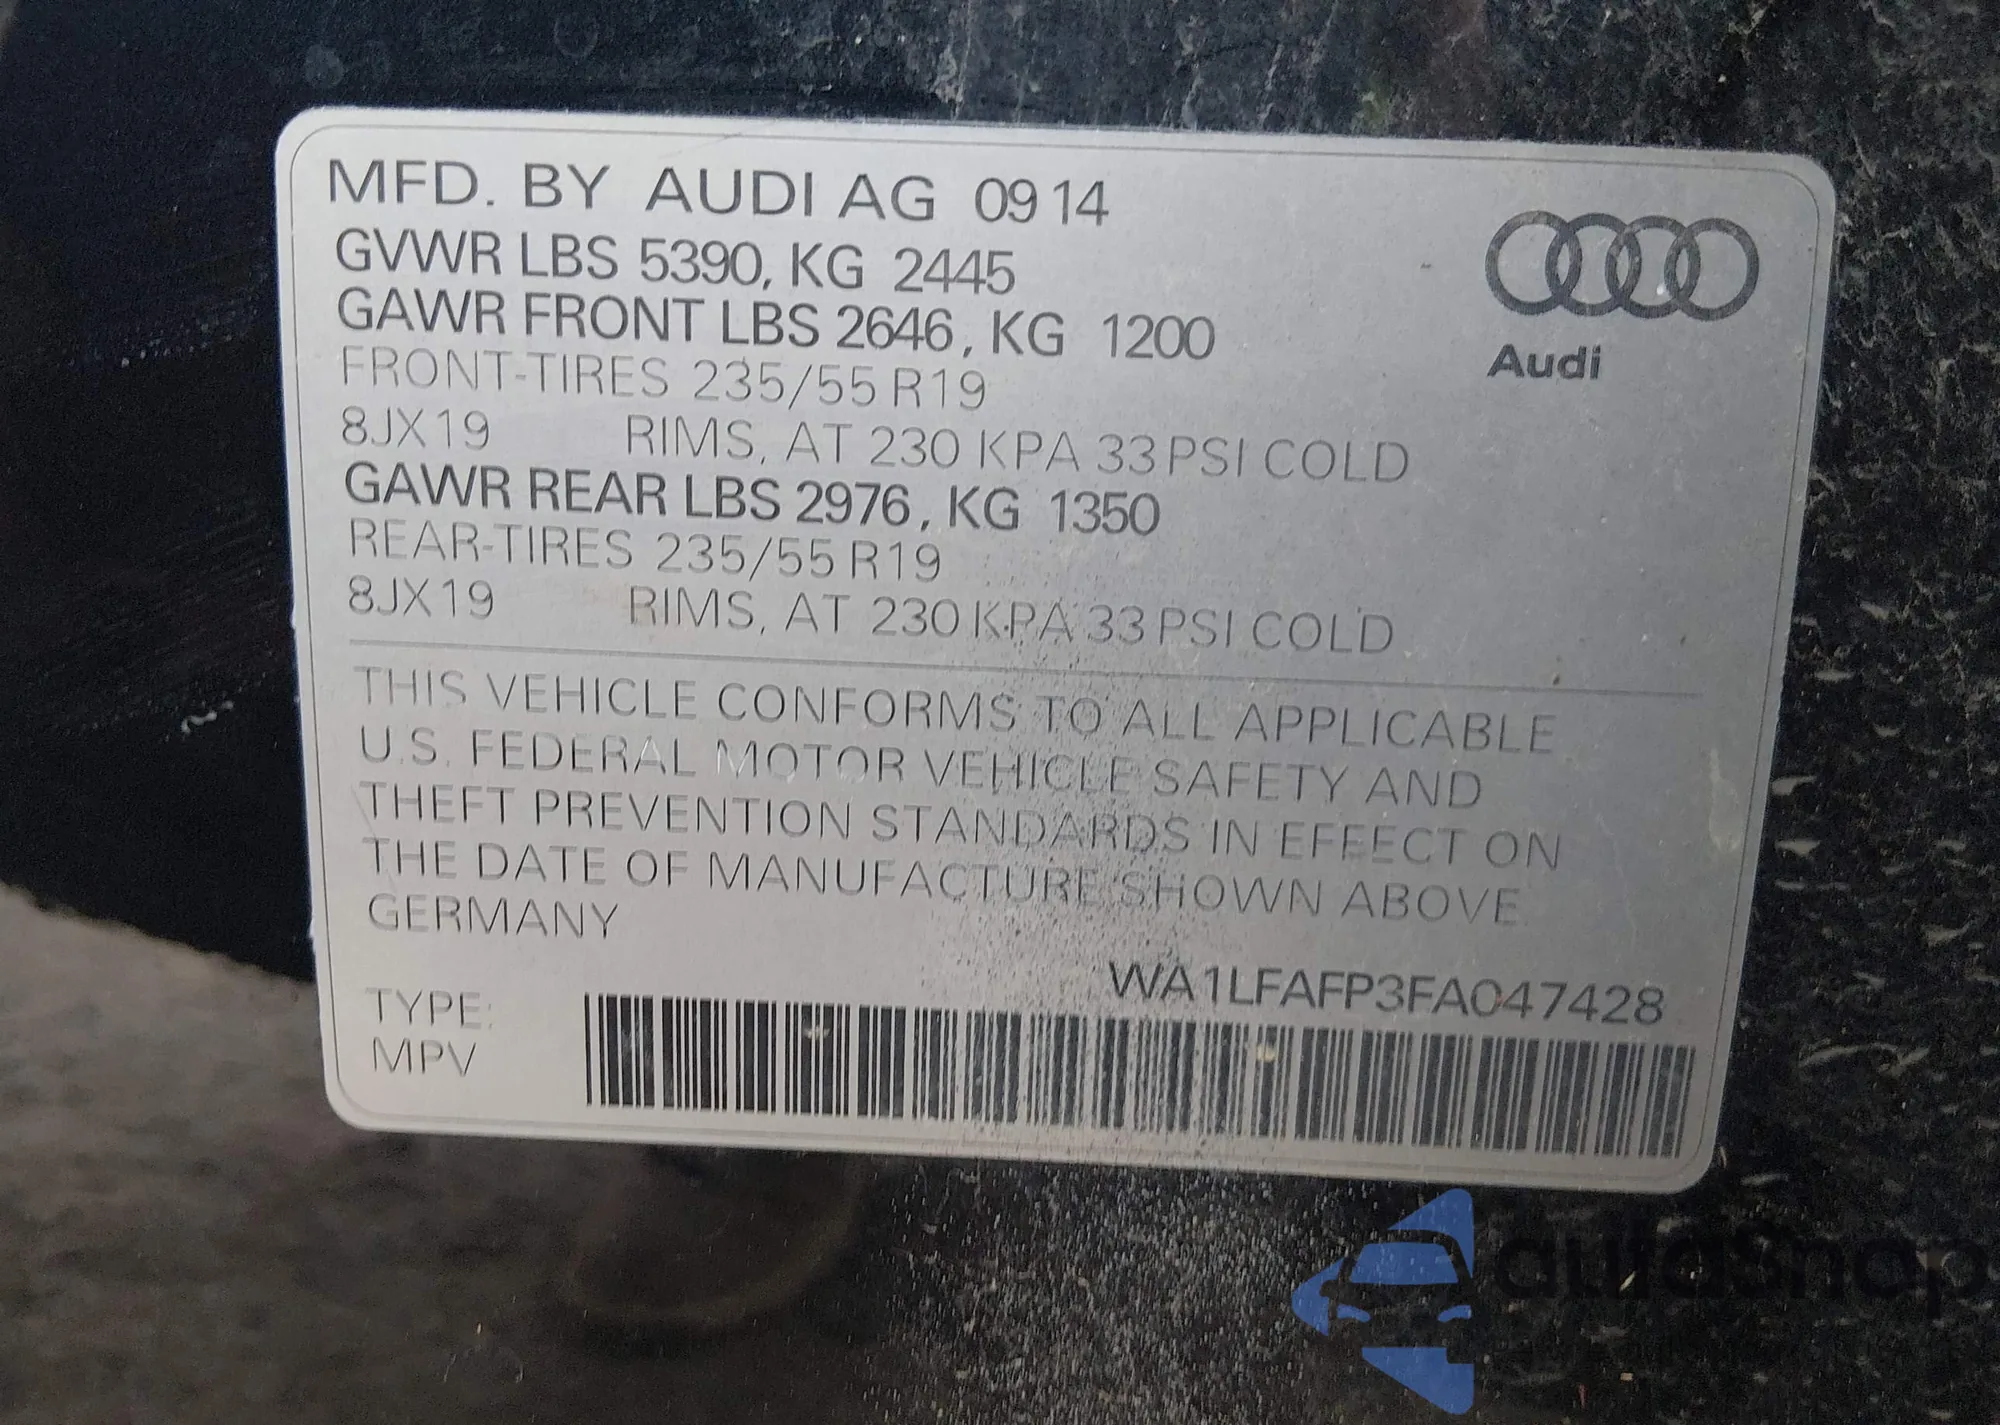 MFD. BY AUDI AG 09 14
GVWR LBS 5390, KG 2445
GAWR FRONT LBS 2646, KG 1200
FRONT-TIRES 235/55 R19
8JX19 RIMS, AT 230 KPA 33 PSI COLD
GAWR REAR LBS 2976, KG 1350
REAR-TIRES 235/55 R19
8JX19 RIMS, AT 230 KPA 33 PSI COLD
Audi
THIS VEHICLE CONFORMS TO ALL APPLICABLE
U.S. FEDERAL MOTOR VEHICLE SAFETY AND
THEFT PREVENTION STANDARDS IN EFFECT ON
THE DATE OF MANUFACTURE SHOWN ABOVE.
GERMANY
WA1LFAFP3FA047428
TYPE:
MPV